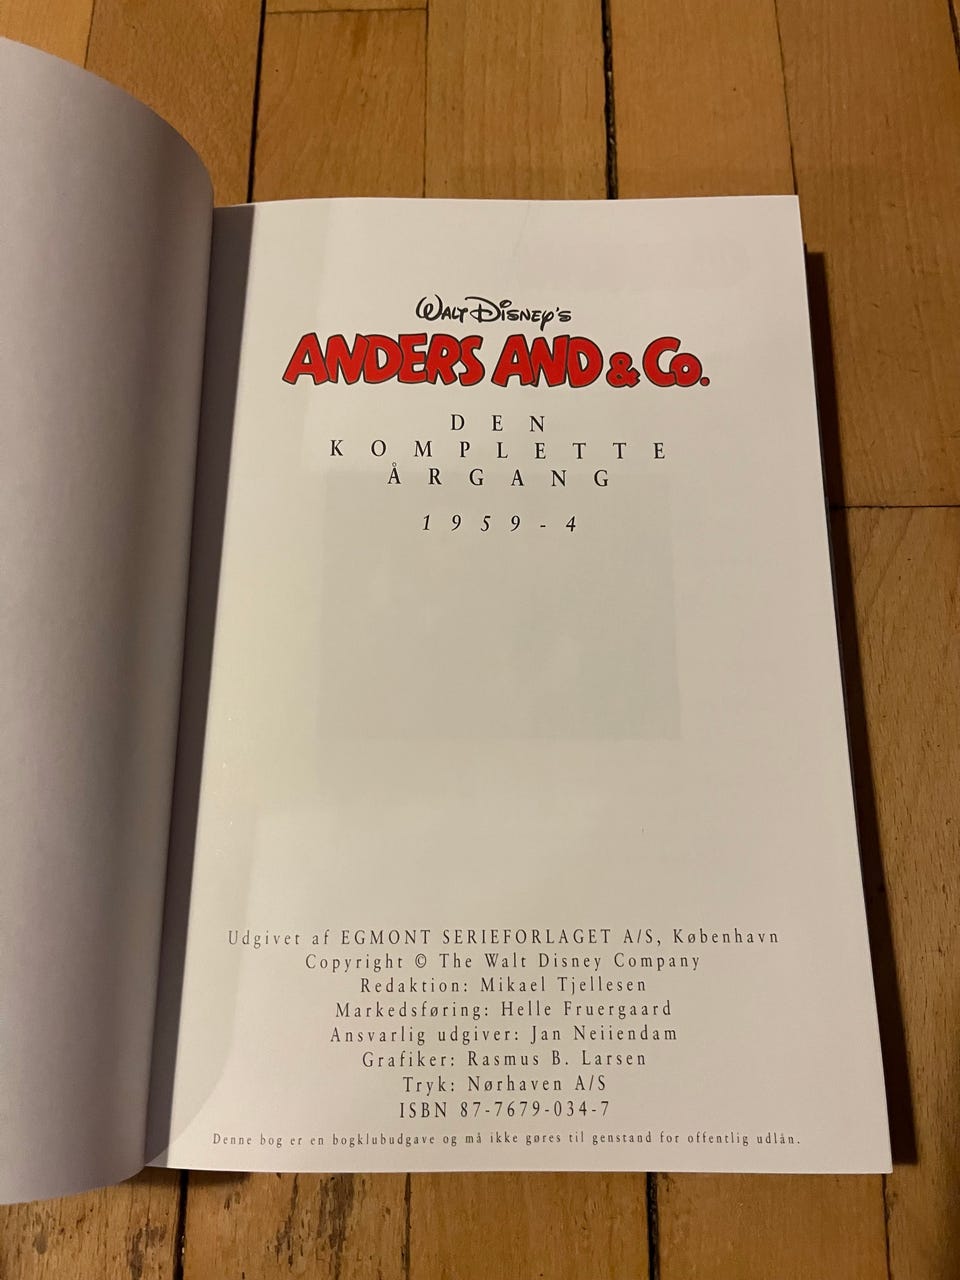 Walt Disney's
ANDERS AND & Co.
DEN
KOMPLETTE
ÅRGANG
1959-4
Udgivet af EGMONT SERIEFORLAGET A/S, København
Copyright © The Walt Disney Company
Redaktion: Mikael Tjellesen
Markedsføring: Helle Fruergaard
Ansvarlig udgiver: Jan Neiiendam
Grafiker: Rasmus B. Larsen
Tryk: Nørhaven A/S
ISBN 87-7679-034-7
Denne bog er en bogklubudgave og må ikke gøres til genstand for offentlig udlån.